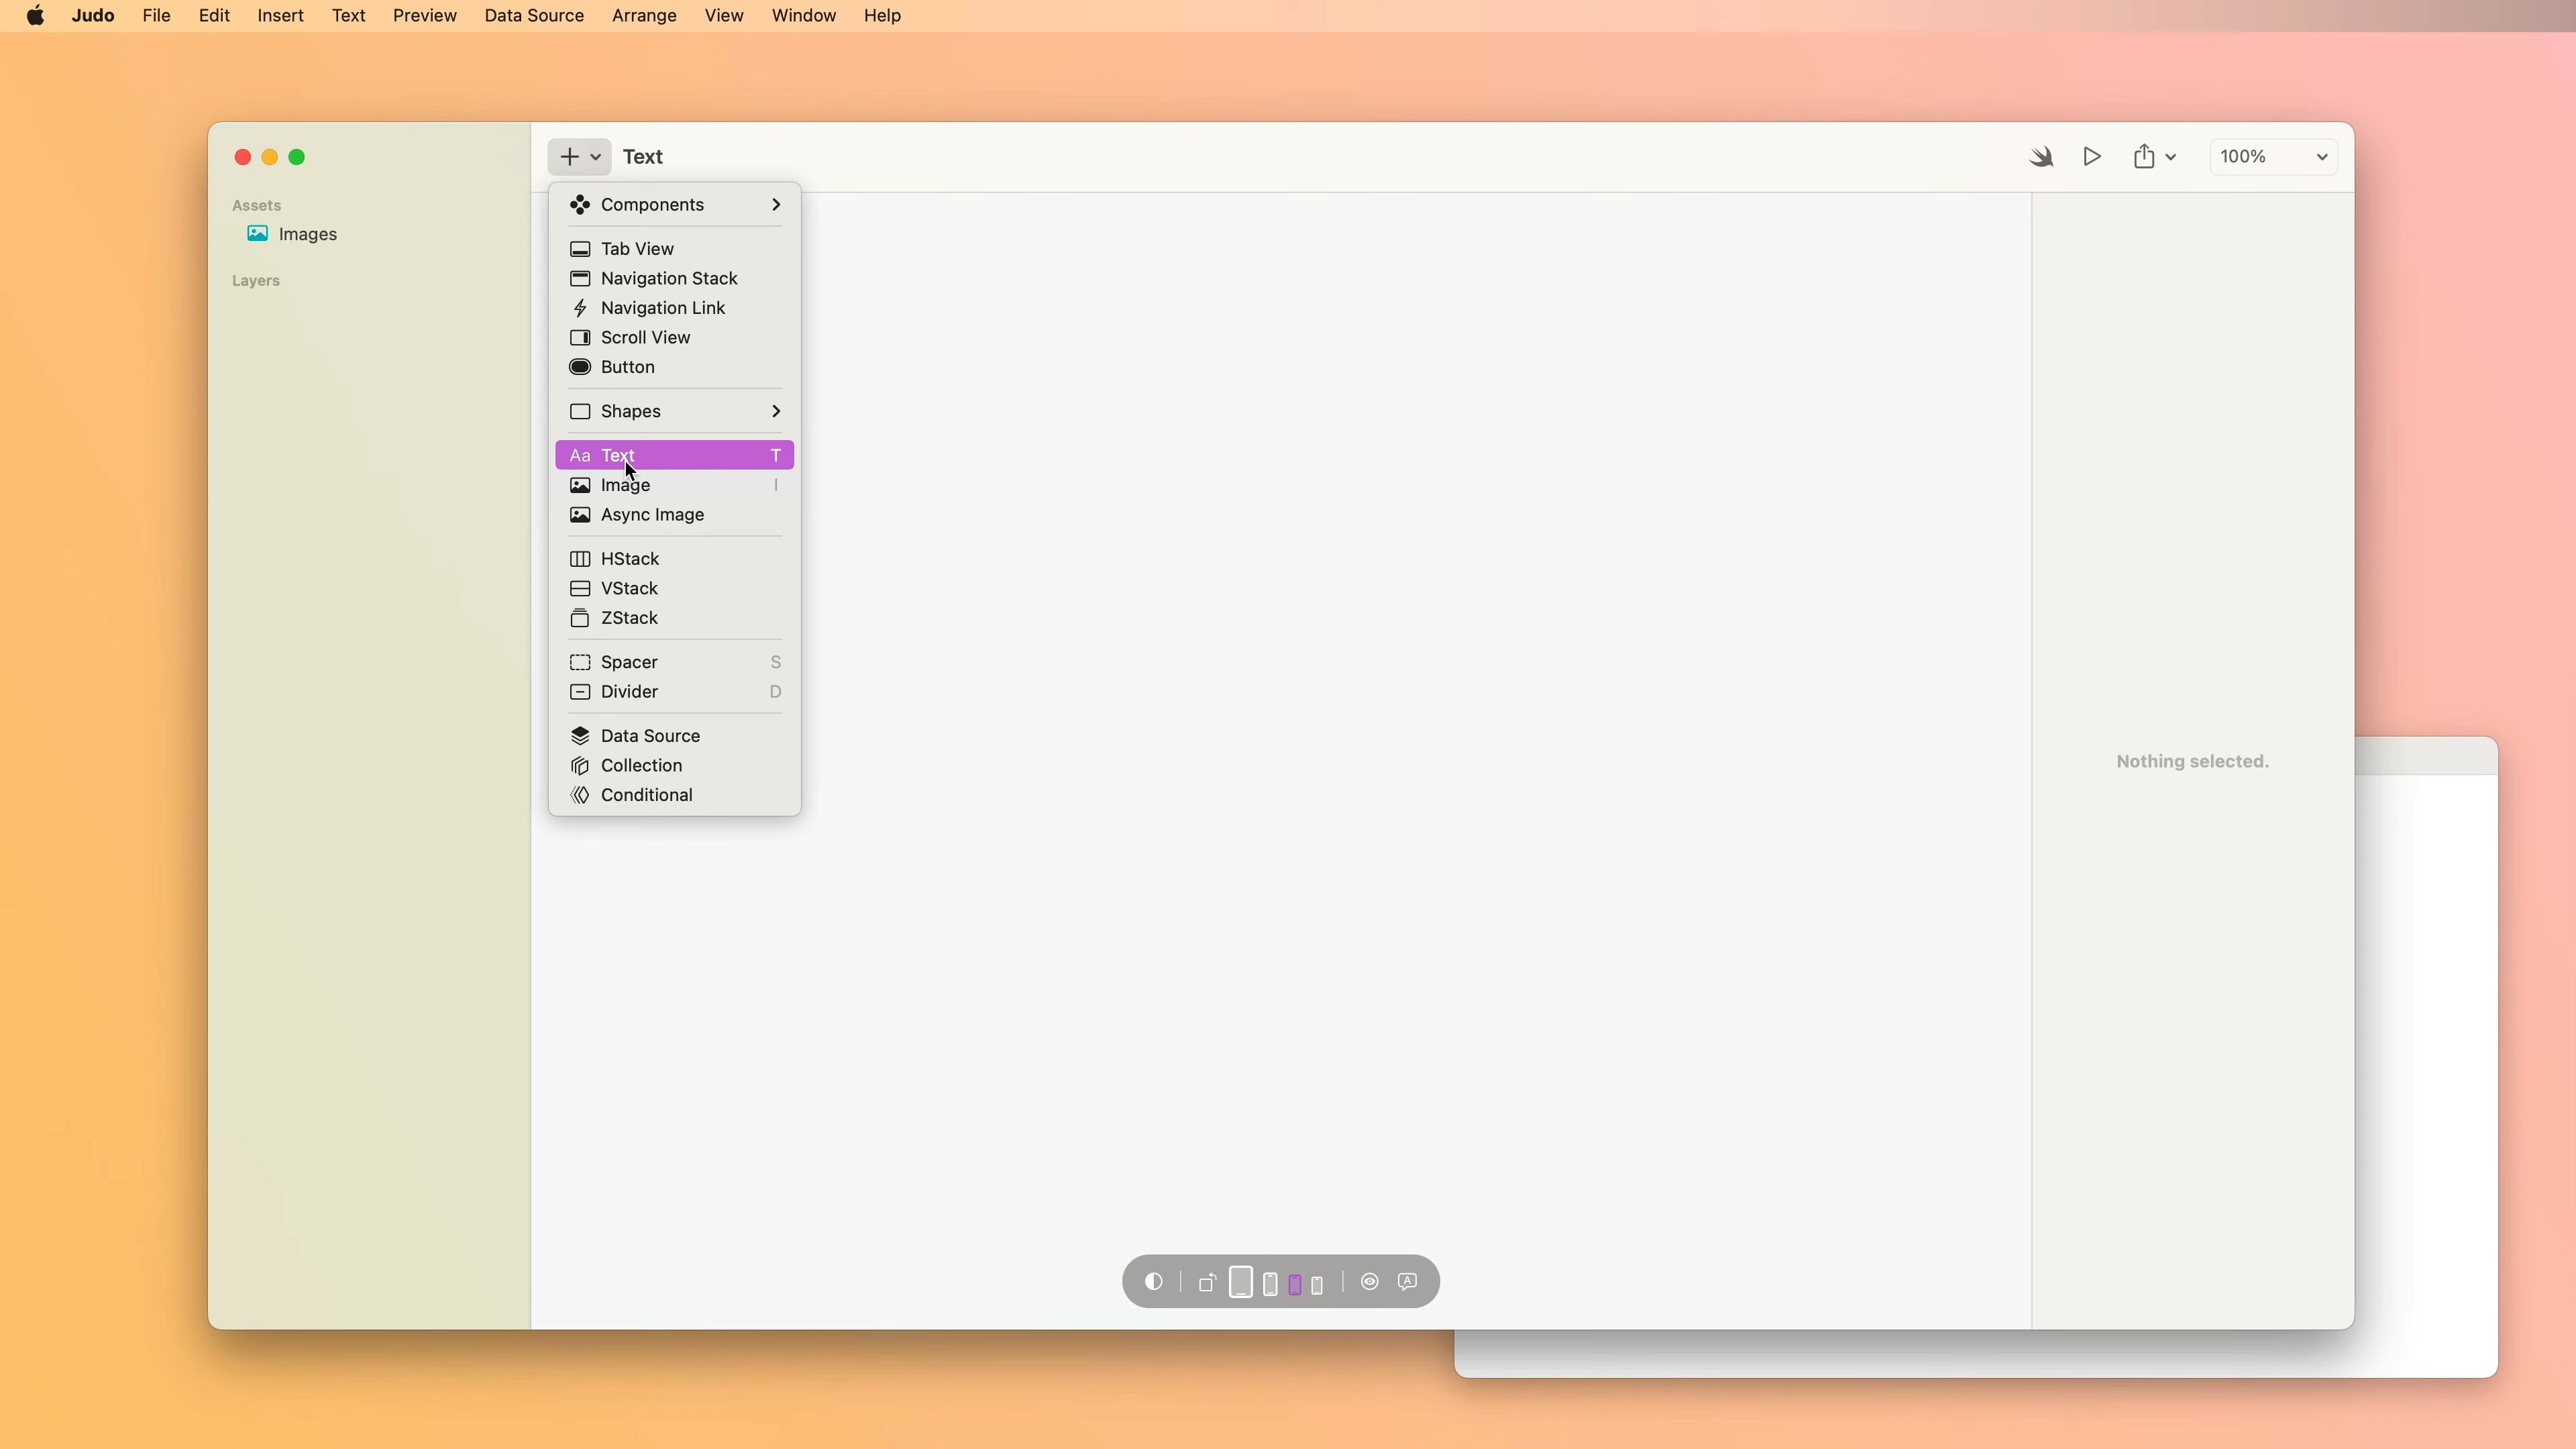 Judo File Edit Insert Text Preview Data Source Arrange View Window Help
Text
100%
Assets
Images
Layers
Components
Tab View
Navigation Stack
Navigation Link
Scroll View
Button
Shapes
Aa Text T
Image I
Async Image
HStack
VStack
ZStack
Spacer S
Divider D
Data Source
Collection
Conditional
Nothing selected.
A